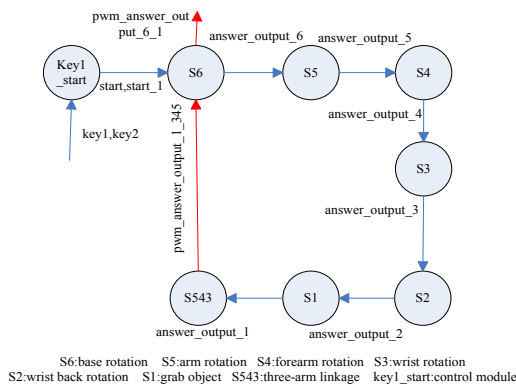 pwm_answer_out
put_6_1
answer_output_6
answer_output_5
Key1
_start
S6
S5
S4
start,start_1
answer_output_4
key1,key2
pwm_answer_output_1_345
S3
answer_output_3
S543
S1
S2
answer_output_1
answer_output_2
S6:base rotation S5:arm rotation S4:forearm rotation S3:wrist rotation
S2:wrist back rotation S1:grab object S543:three-arm linkage key1_start:control module